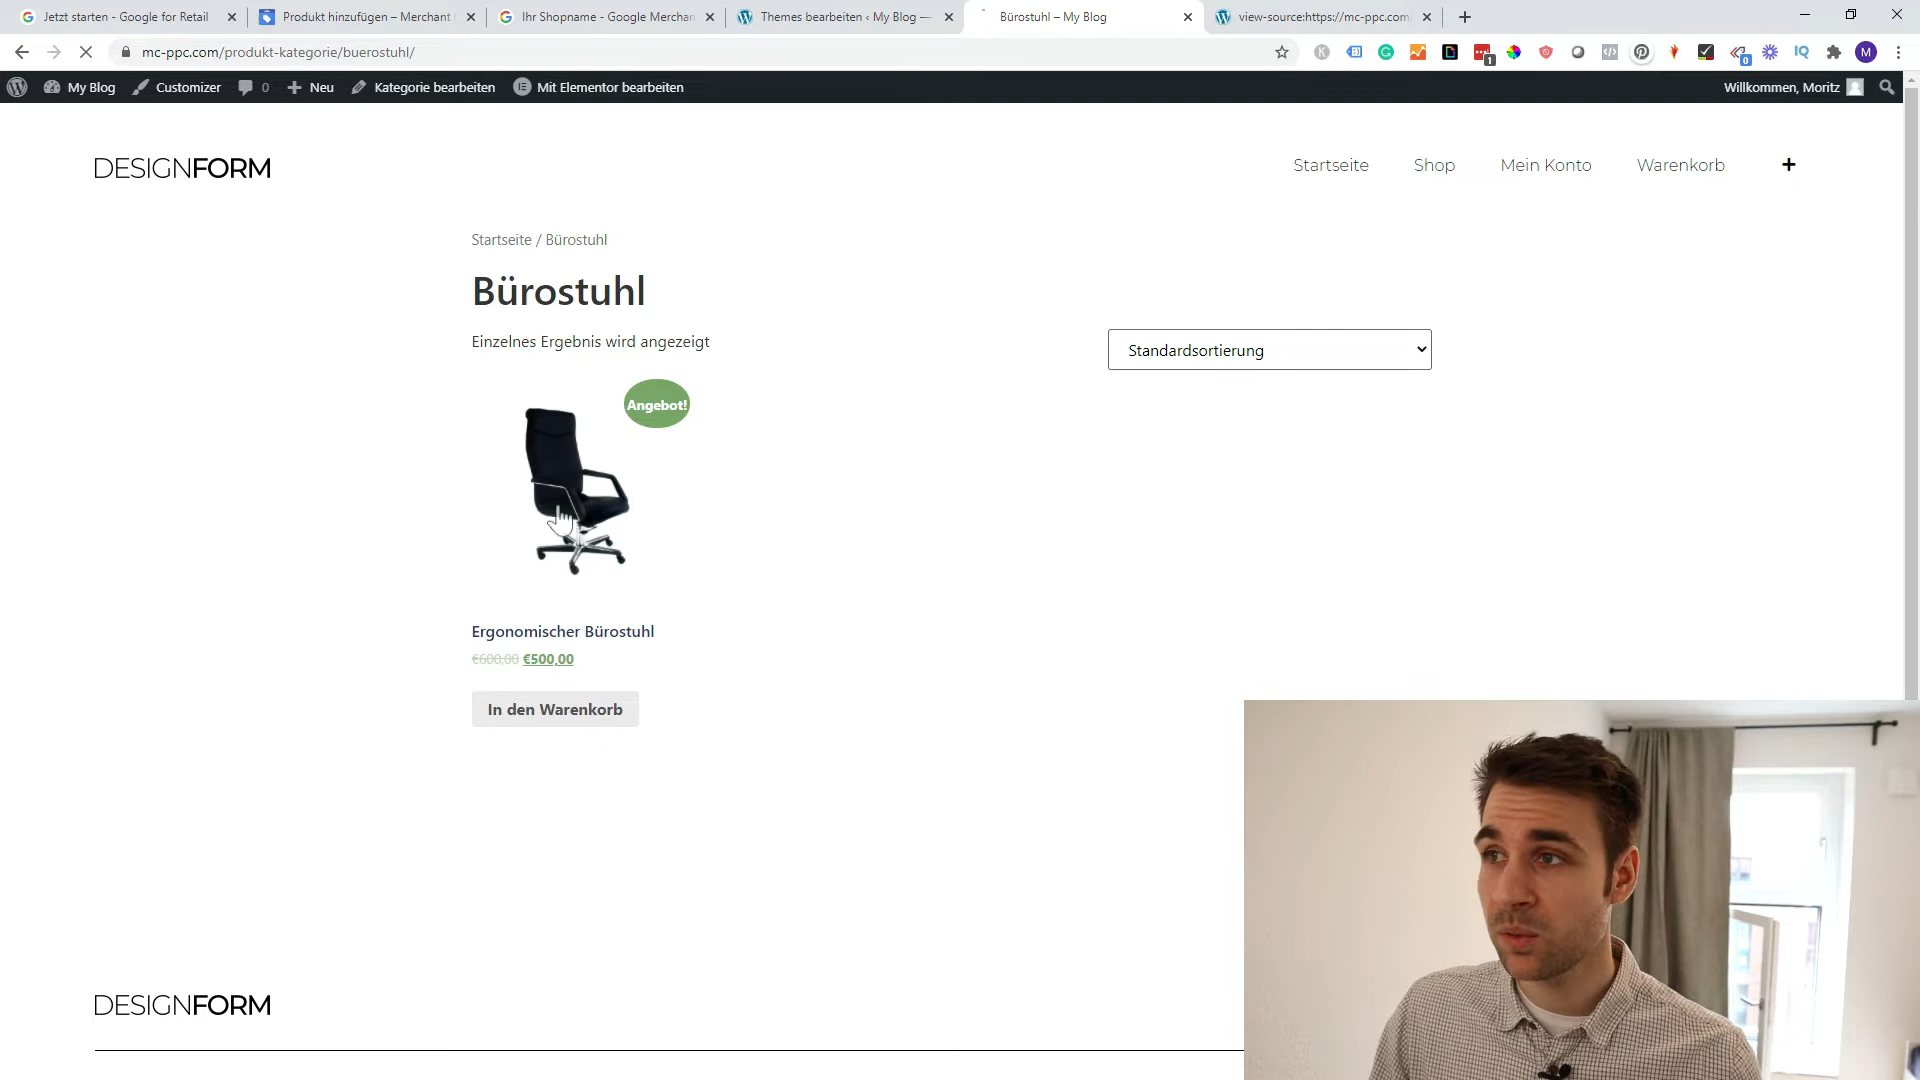 Jetzt starten - Google for Retail
Produkt hinzufügen – Merchant
Ihr Shopname - Google Merchan
Themes bearbeiten ‹ My Blog —
Bürostuhl – My Blog
view-source:https://mc-ppc.com
mc-ppc.com/produkt-kategorie/buerostuhl/
1
0
IQ
M
My Blog
Customizer
0
Neu
Kategorie bearbeiten
Mit Elementor bearbeiten
Willkommen, Moritz
DESIGNFORM
Startseite
Shop
Mein Konto
Warenkorb
+
Startseite / Bürostuhl
Bürostuhl
Einzelnes Ergebnis wird angezeigt
Standardsortierung
Angebot!
Ergonomischer Bürostuhl
€600,00 €500,00
In den Warenkorb
DESIGNFORM